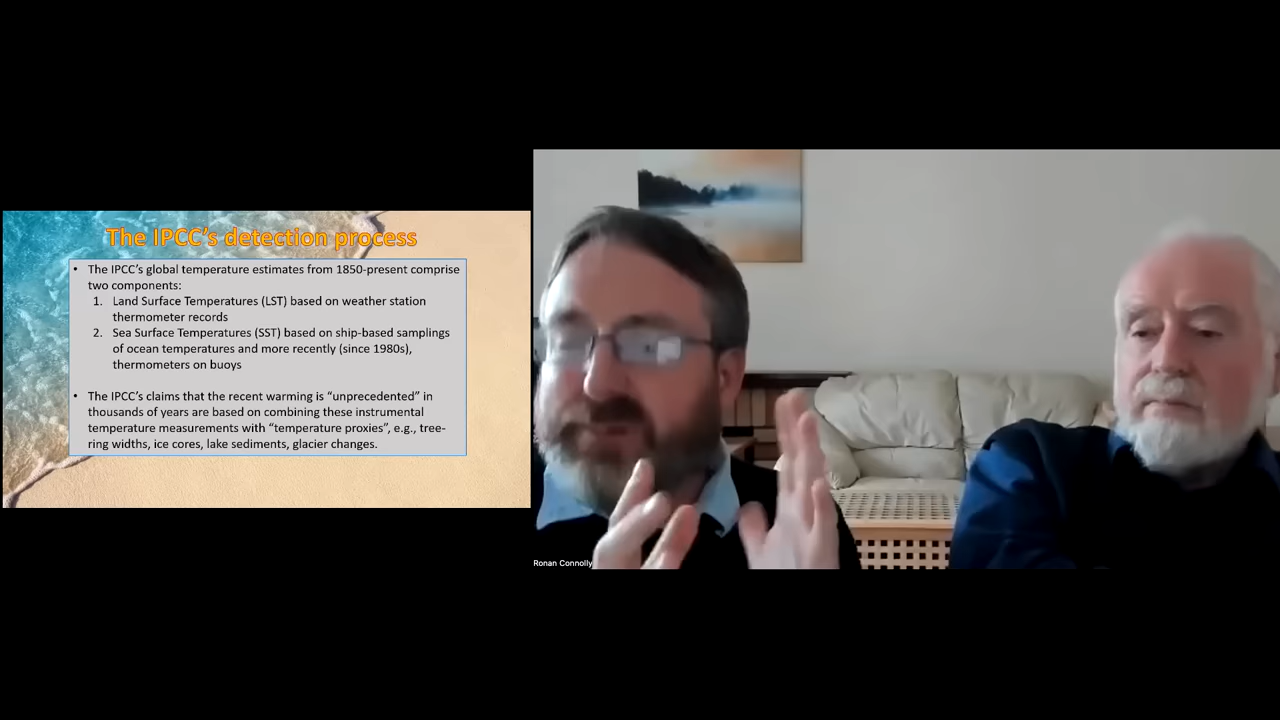 The IPCC's detection process
• The IPCC's global temperature estimates from 1850-present comprise
two components:
1. Land Surface Temperatures (LST) based on weather station
thermometer records
2. Sea Surface Temperatures (SST) based on ship-based samplings
of ocean temperatures and more recently (since 1980s),
thermometers on buoys
• The IPCC's claims that the recent warming is “unprecedented” in
thousands of years are based on combining these instrumental
temperature measurements with “temperature proxies”, e.g., tree-
ring widths, ice cores, lake sediments, glacier changes.
Ronan Connolly